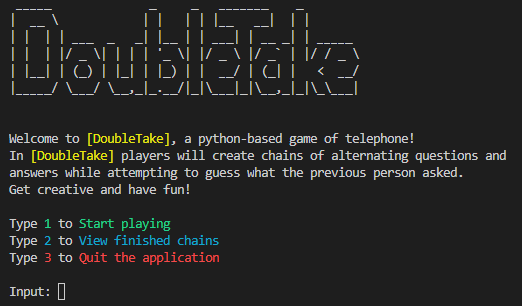 DoubleTake
Welcome to [DoubleTake], a python-based game of telephone!
In [DoubleTake] players will create chains of alternating questions and
answers while attempting to guess what the previous person asked.
Get creative and have fun!
Type 1 to Start playing
Type 2 to View finished chains
Type 3 to Quit the application
Input: